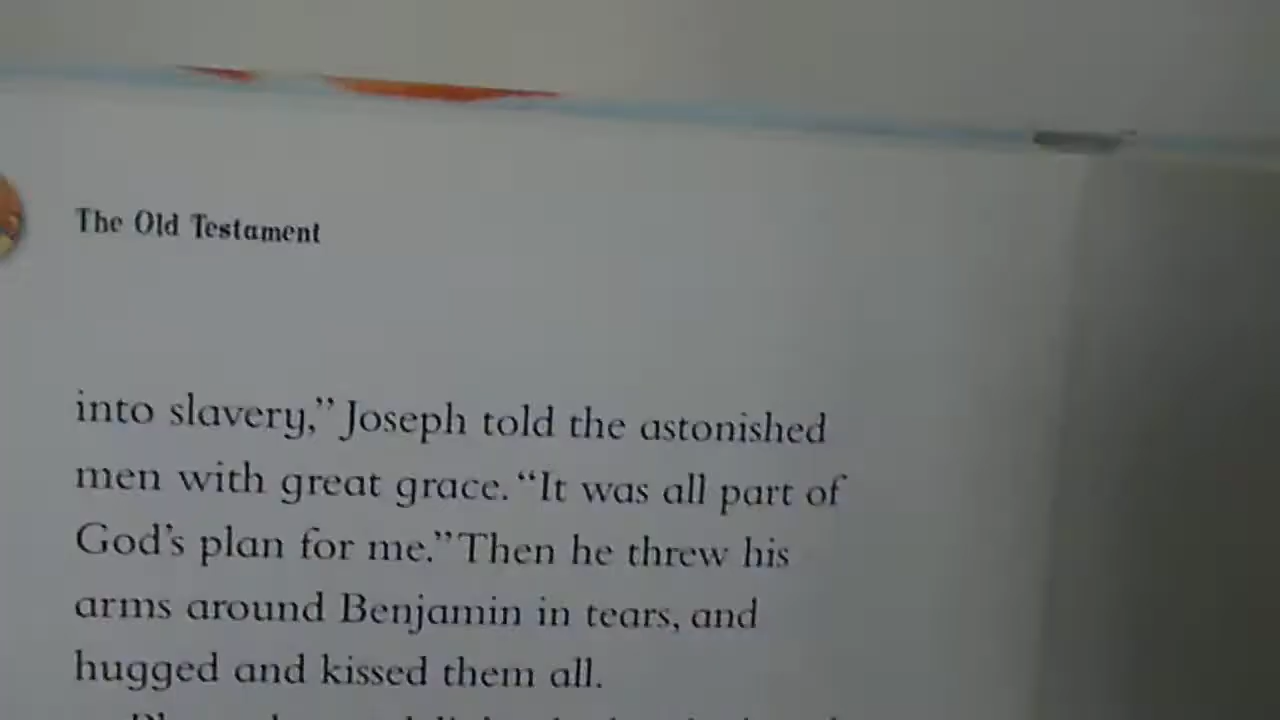 The Old Testament
into slavery,” Joseph told the astonished
men with great grace. “It was all part of
God’s plan for me.” Then he threw his
arms around Benjamin in tears, and
hugged and kissed them all.